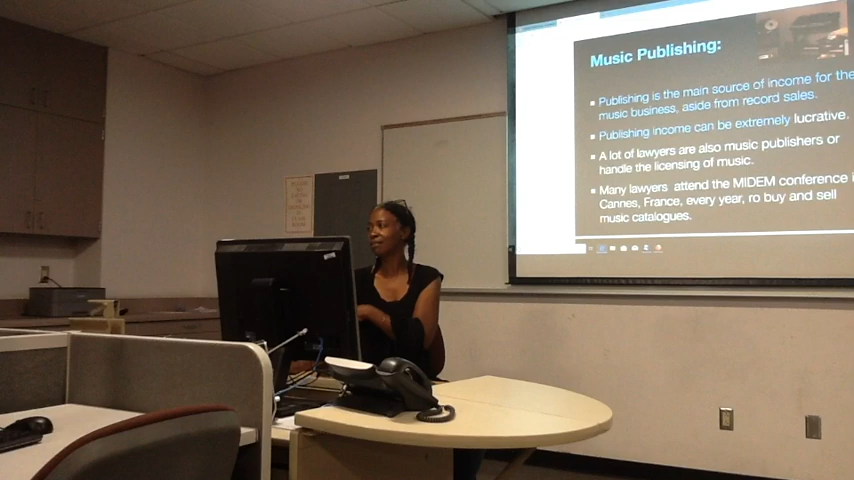 Music Publishing:
Publishing is the main source of income for the
music business, aside from record sales.
Publishing income can be extremely lucrative.
A lot of lawyers are also music publishers or
handle the licensing of music.
Many lawyers attend the MIDEM conference
Cannes, France, every year, ro buy and sell
music catalogues.